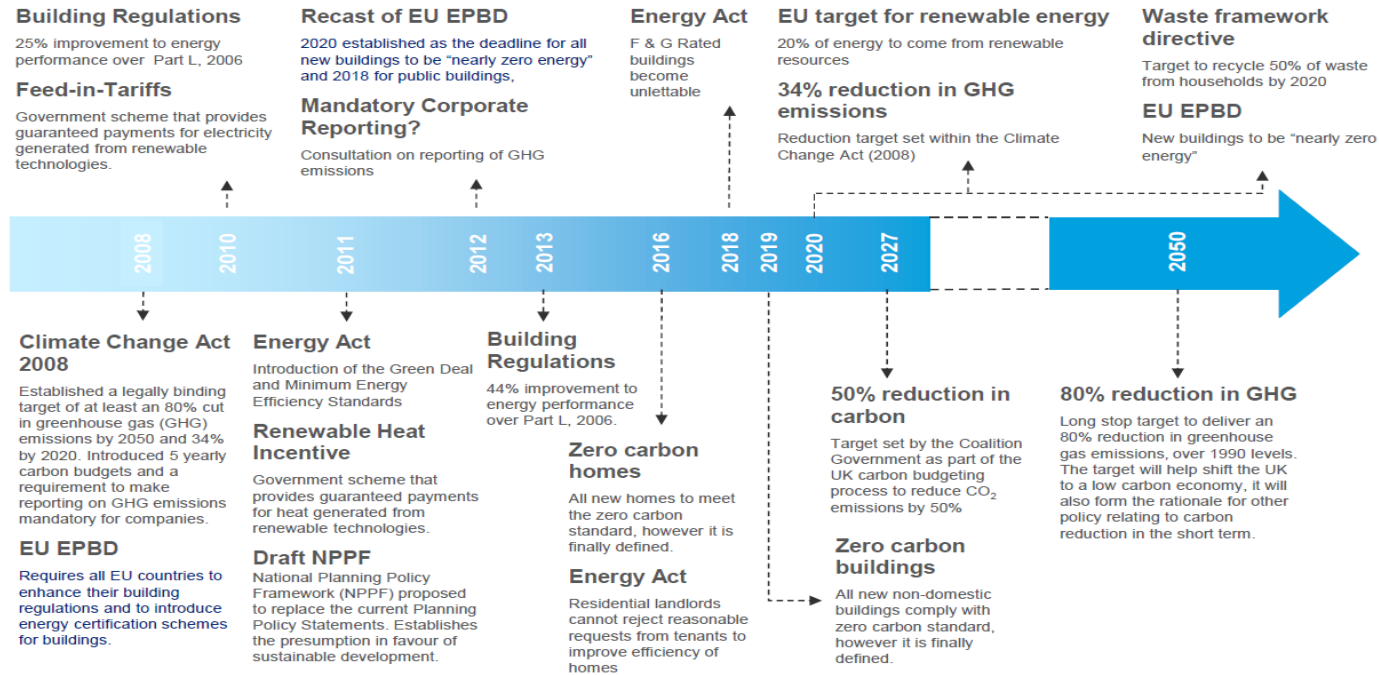 Building Regulations
25% improvement to energy
performance over Part L, 2006
Feed-in-Tariffs
Government scheme that provides
guaranteed payments for electricity
generated from renewable
technologies.
Recast of EU EPBD
2020 established as the deadline for all
new buildings to be “nearly zero energy”
and 2018 for public buildings,
Mandatory Corporate
Reporting?
Consultation on reporting of GHG
emissions
Energy Act
F & G Rated
buildings
become
unlettable
EU target for renewable energy
20% of energy to come from renewable
resources
34% reduction in GHG
emissions
Reduction target set within the Climate
Change Act (2008)
Waste framework
directive
Target to recycle 50% of waste
from households by 2020
EU EPBD
New buildings to be “nearly zero
energy”
2008
2010
2011
2012
2013
2016
2018
2019
2020
2027
2050
Climate Change Act
2008
Established a legally binding
target of at least an 80% cut
in greenhouse gas (GHG)
emissions by 2050 and 34%
by 2020. Introduced 5 yearly
carbon budgets and a
requirement to make
reporting on GHG emissions
mandatory for companies.
EU EPBD
Requires all EU countries to
enhance their building
regulations and to introduce
energy certification schemes
for buildings.
Energy Act
Introduction of the Green Deal
and Minimum Energy
Efficiency Standards
Renewable Heat
Incentive
Government scheme that
provides guaranteed payments
for heat generated from
renewable technologies.
Draft NPPF
National Planning Policy
Framework (NPPF) proposed
to replace the current Planning
Policy Statements. Establishes
the presumption in favour of
sustainable development.
Building
Regulations
44% improvement to
energy performance
over Part L, 2006.
Zero carbon
homes
All new homes to meet
the zero carbon
standard, however it is
finally defined.
Energy Act
Residential landlords
cannot reject reasonable
requests from tenants to
improve efficiency of
homes
50% reduction in
carbon
Target set by the Coalition
Government as part of the
UK carbon budgeting
process to reduce CO₂
emissions by 50%
Zero carbon
buildings
All new non-domestic
buildings comply with
zero carbon standard,
however it is finally
defined.
80% reduction in GHG
Long stop target to deliver an
80% reduction in greenhouse
gas emissions, over 1990 levels.
The target will help shift the UK
to a low carbon economy, it will
also form the rationale for other
policy relating to carbon
reduction in the short term.